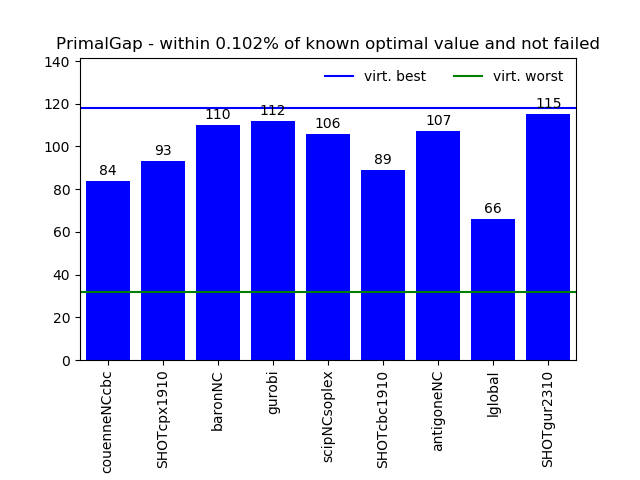 PrimalGap - within 0.102% of known optimal value and not failed
virt. best
virt. worst
140
120
100
80
60
40
20
0
84
93
110
112
106
89
107
66
115
couenneNCcbc
SHOTcpx1910
baronNC
gurobi
scipNCsoplex
SHOTcbc1910
antigoneNC
lglobal
SHOTgur2310